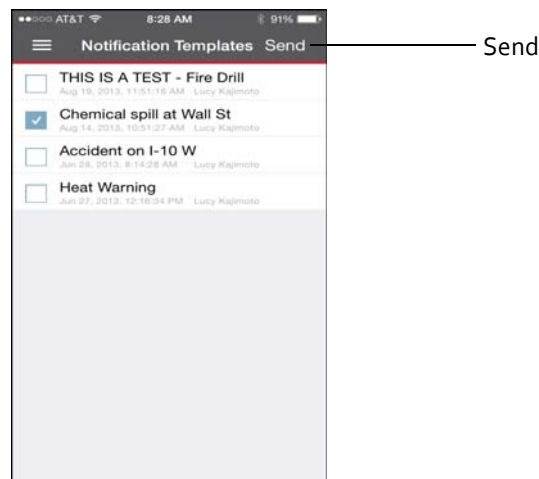 AT&T 8:28 AM 91%
Notification Templates Send
Send
THIS IS A TEST - Fire Drill
Aug 19, 2013, 11:51:16 AM Lucy Kajimoto
Chemical spill at Wall St
Aug 14, 2013, 10:51:27 AM Lucy Kajimoto
Accident on I-10 W
Jun 28, 2013, 8:14:28 AM Lucy Kajimoto
Heat Warning
Jun 27, 2013, 12:16:34 PM Lucy Kajimoto